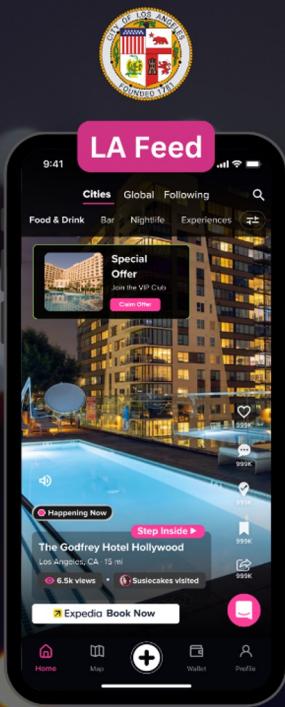 CITY OF LOS ANGELES
FOUNDED 1781
LA Feed
9:41
Cities Global Following
Food & Drink Bar Nightlife Experiences
Special
Offer
Join the VIP Club
Claim Offer
999K
999K
999K
999K
999K
Happening Now
Step Inside
The Godfrey Hotel Hollywood
Los Angeles, CA · 15 mi
6.5k views • Susiecakes visited
Expedia Book Now
Home Map Wallet Profile